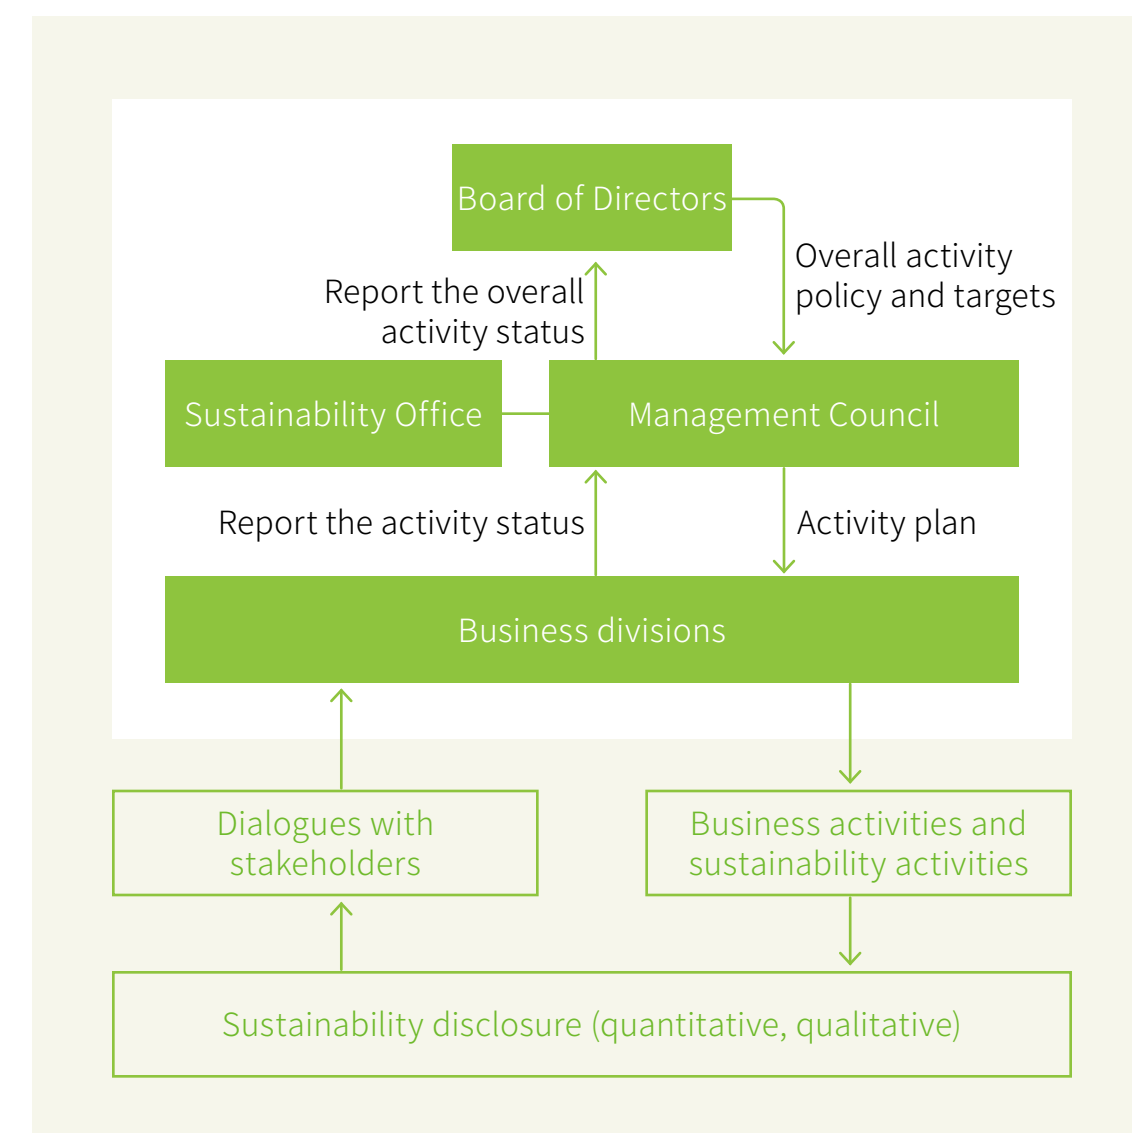 Board of Directors
Overall activity
policy and targets
Report the overall
activity status
Sustainability Office
Management Council
Report the activity status
Activity plan
Business divisions
Dialogues with
stakeholders
Business activities and
sustainability activities
Sustainability disclosure (quantitative, qualitative)